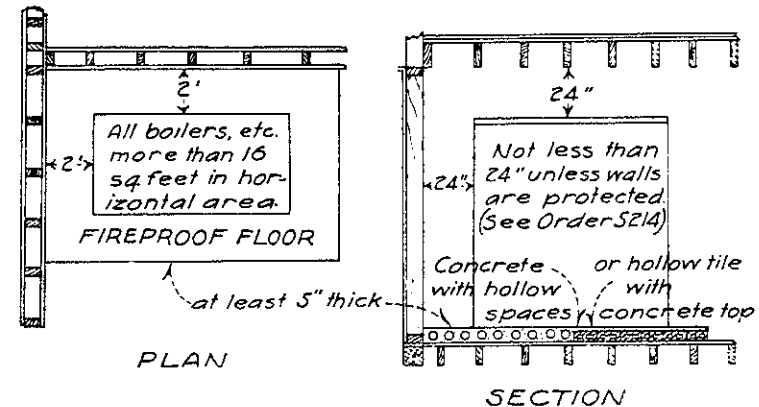 2'
2'
All boilers, etc.
more than 16
sq feet in hor-
izontal area.
FIREPROOF FLOOR
at least 5" thick
PLAN
24"
24"
Not less than
24" unless walls
are protected.
(See Order 5214)
Concrete
with hollow
spaces
or hollow tile
with
concrete top
SECTION